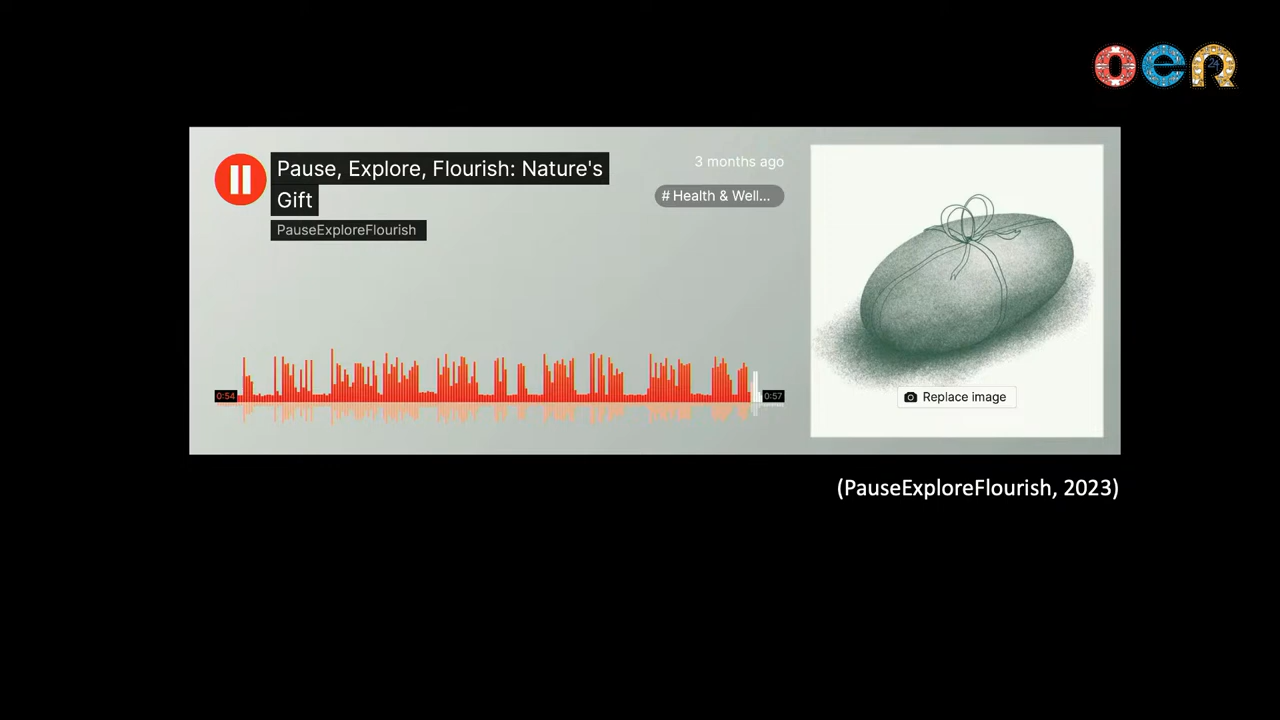 oer24
Pause, Explore, Flourish: Nature's
Gift
PauseExploreFlourish
3 months ago
# Health & Well...
0:54
0:57
Replace image
(PauseExploreFlourish, 2023)